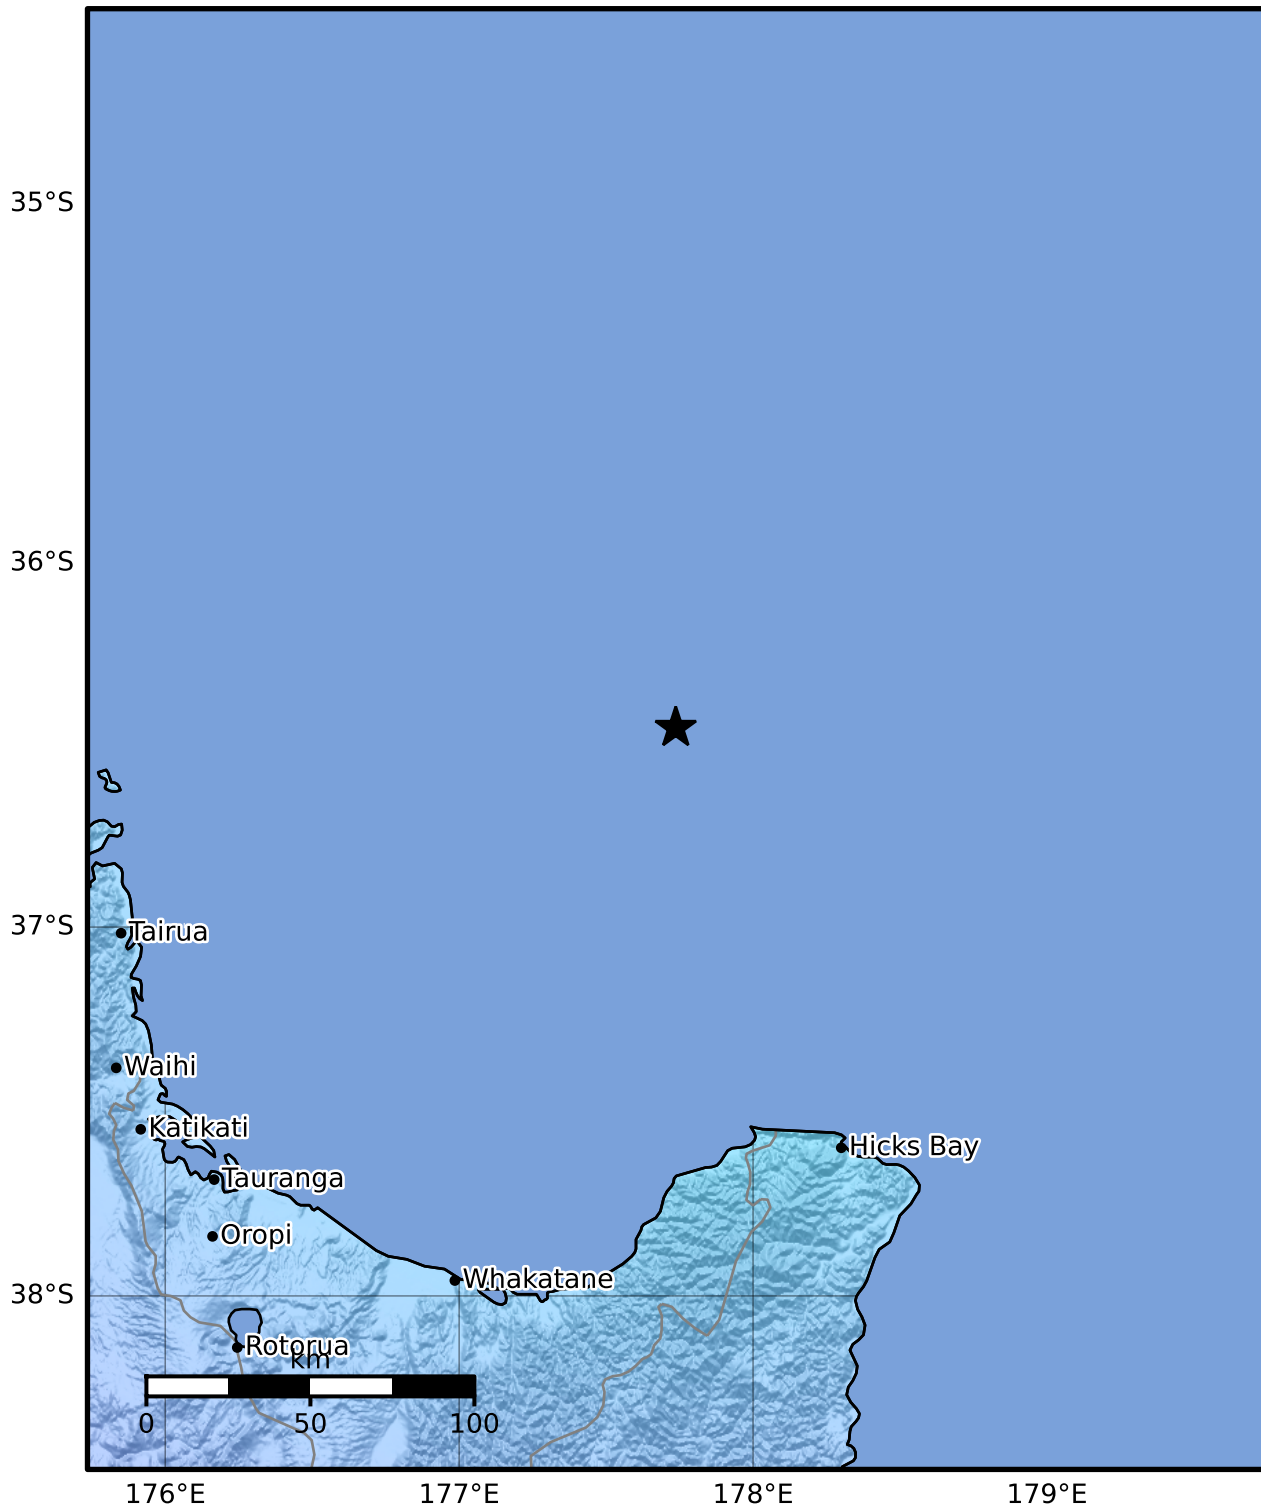 35°S
36°S
37°S
Tairua
Waihi
Katikati
Hicks Bay
Tauranga
Oropi
Whakatane
38°S
Rotorua
km
0 50 100
176°E 177°E 178°E 179°E